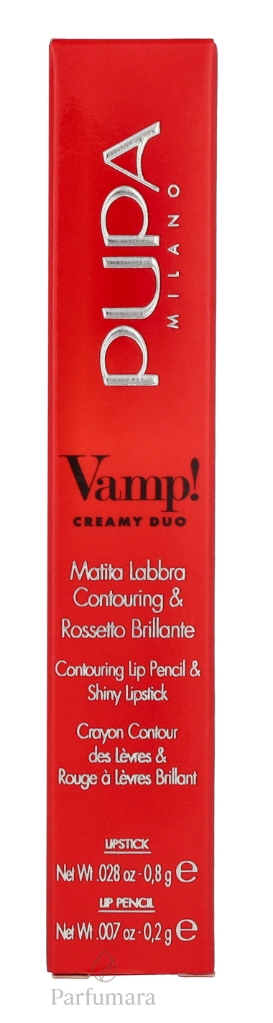 PUPA
MILANO
Vamp!
CREAMY DUO
Matita Labbra
Contouring &
Rossetto Brillante
Contouring Lip Pencil &
Shiny Lipstick
Crayon Contour
des Lèvres &
Rouge à Lèvres Brillant
LIPSTICK
Net Wt .028 oz - 0,8 g ℮
LIP PENCIL
Net Wt .007 oz - 0,2 g ℮
Parfumara